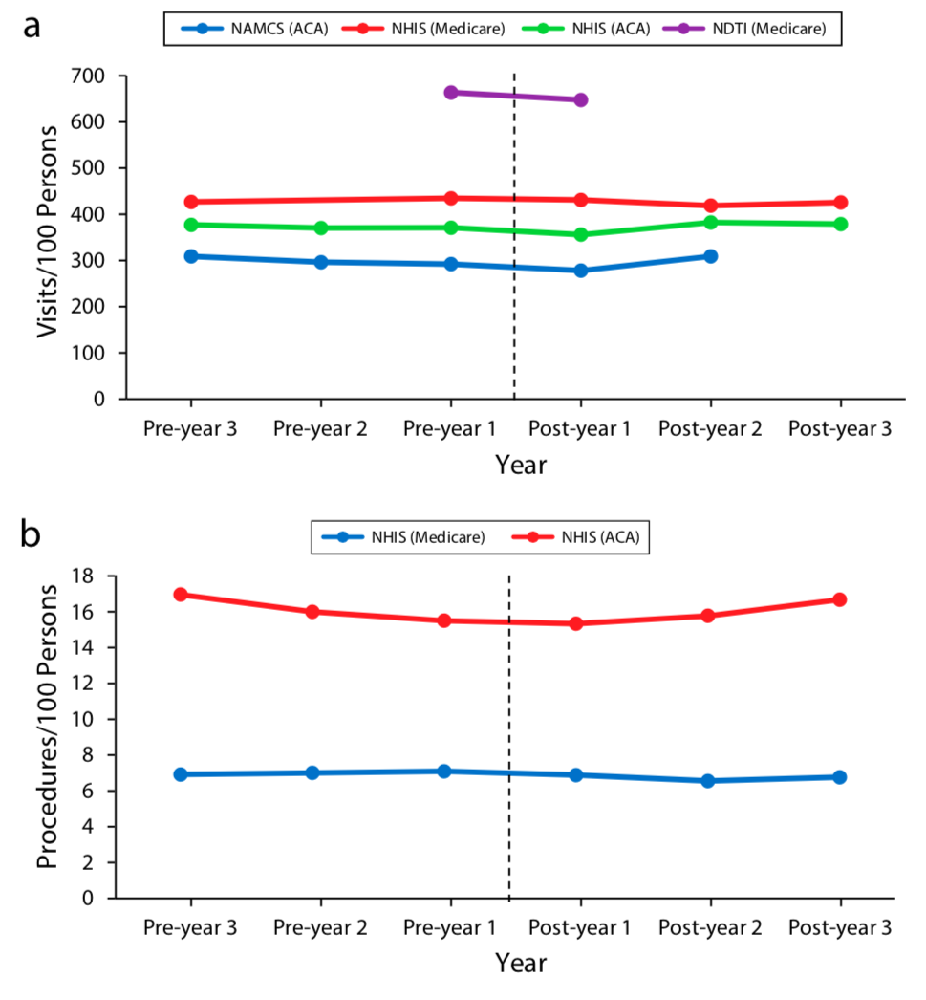 a
NAMCS (ACA) NHIS (Medicare) NHIS (ACA) NDTI (Medicare)
Visits/100 Persons
700
600
500
400
300
200
100
0
Pre-year 3 Pre-year 2 Pre-year 1 Post-year 1 Post-year 2 Post-year 3
Year
b
NHIS (Medicare) NHIS (ACA)
Procedures/100 Persons
18
16
14
12
10
8
6
4
2
0
Pre-year 3 Pre-year 2 Pre-year 1 Post-year 1 Post-year 2 Post-year 3
Year